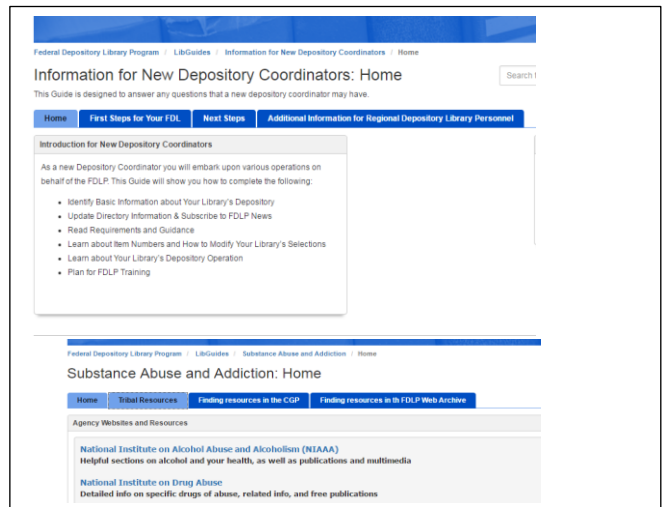 Federal Depository Library Program / LibGuides / Information for New Depository Coordinators / Home
Information for New Depository Coordinators: Home
Search
This Guide is designed to answer any questions that a new depository coordinator may have.
Home First Steps for Your FDL Next Steps Additional Information for Regional Depository Library Personnel
Introduction for New Depository Coordinators
As a new Depository Coordinator you will embark upon various operations on
behalf of the FDLP. This Guide will show you how to complete the following:
• Identify Basic Information about Your Library's Depository
• Update Directory Information & Subscribe to FDLP News
• Read Requirements and Guidance
• Learn about Item Numbers and How to Modify Your Library's Selections
• Learn about Your Library's Depository Operation
• Plan for FDLP Training
Federal Depository Library Program / LibGuides / Substance Abuse and Addiction / Home
Substance Abuse and Addiction: Home
Home Tribal Resources Finding resources in the CGP Finding resources in th FDLP Web Archive
Agency Websites and Resources
National Institute on Alcohol Abuse and Alcoholism (NIAAA)
Helpful sections on alcohol and your health, as well as publications and multimedia
National Institute on Drug Abuse
Detailed info on specific drugs of abuse, related info, and free publications